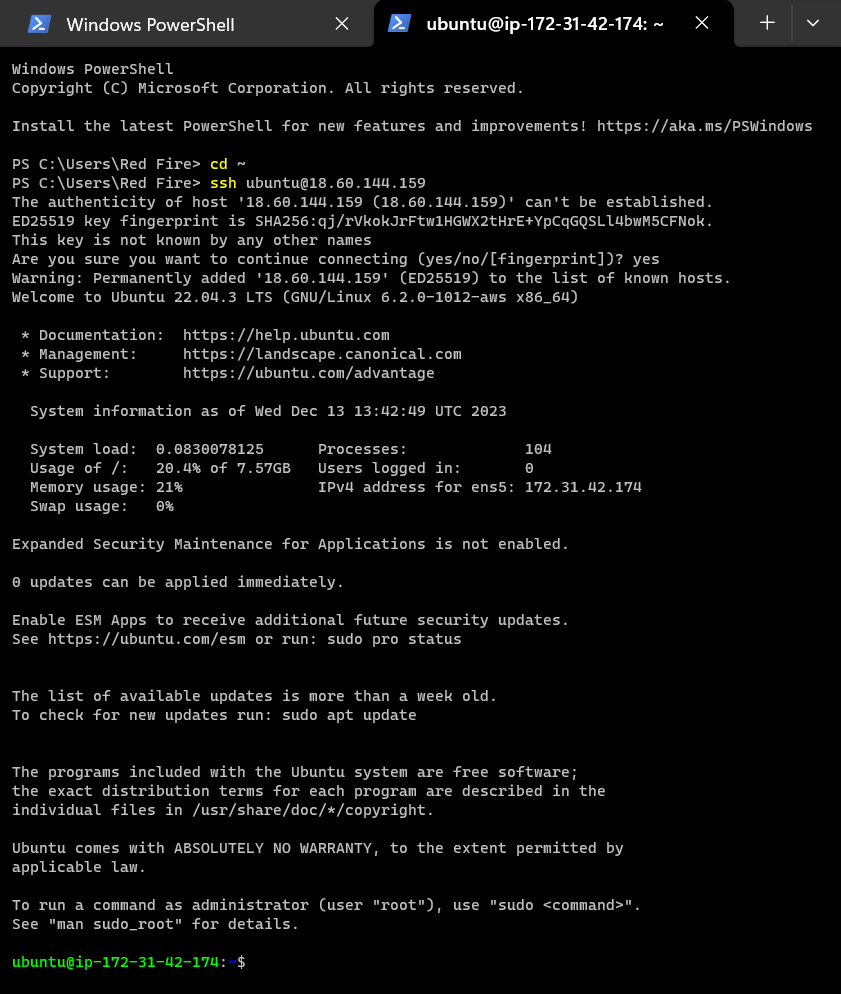 Windows PowerShell
ubuntu@ip-172-31-42-174: ~
Windows PowerShell
Copyright (C) Microsoft Corporation. All rights reserved.
Install the latest PowerShell for new features and improvements! https://aka.ms/PSWindows
PS C:\Users\Red Fire> cd ~
PS C:\Users\Red Fire> ssh ubuntu@18.60.144.159
The authenticity of host '18.60.144.159 (18.60.144.159)' can't be established.
ED25519 key fingerprint is SHA256:qj/rVkokJrFtw1HGWX2tHrE+YpCqGQSLl4bwM5CFNok.
This key is not known by any other names
Are you sure you want to continue connecting (yes/no/[fingerprint])? yes
Warning: Permanently added '18.60.144.159' (ED25519) to the list of known hosts.
Welcome to Ubuntu 22.04.3 LTS (GNU/Linux 6.2.0-1012-aws x86_64)
* Documentation:  https://help.ubuntu.com
* Management:     https://landscape.canonical.com
* Support:        https://ubuntu.com/advantage
System information as of Wed Dec 13 13:42:49 UTC 2023
System load:  0.0830078125      Processes:             104
Usage of /:   20.4% of 7.57GB   Users logged in:       0
Memory usage: 21%               IPv4 address for ens5: 172.31.42.174
Swap usage:   0%
Expanded Security Maintenance for Applications is not enabled.
0 updates can be applied immediately.
Enable ESM Apps to receive additional future security updates.
See https://ubuntu.com/esm or run: sudo pro status
The list of available updates is more than a week old.
To check for new updates run: sudo apt update
The programs included with the Ubuntu system are free software;
the exact distribution terms for each program are described in the
individual files in /usr/share/doc/*/copyright.
Ubuntu comes with ABSOLUTELY NO WARRANTY, to the extent permitted by
applicable law.
To run a command as administrator (user "root"), use "sudo <command>".
See "man sudo_root" for details.
ubuntu@ip-172-31-42-174:~$